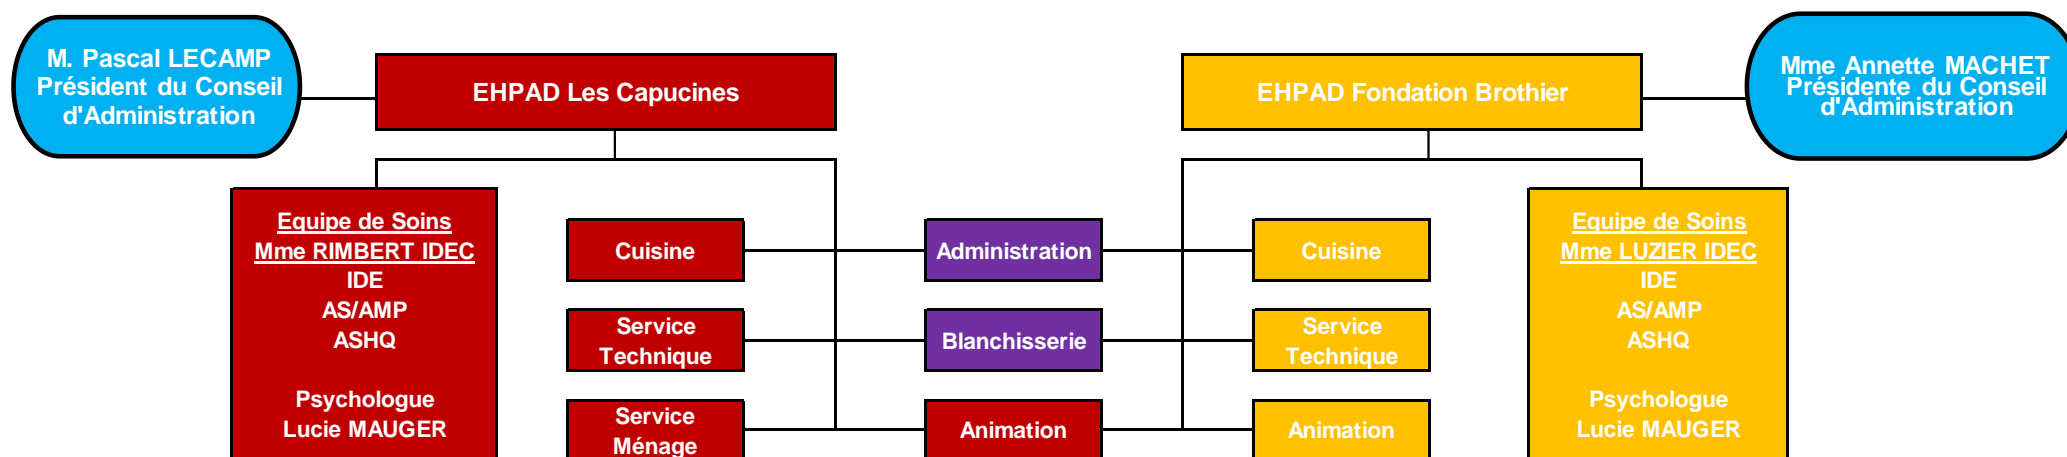 M. Pascal LECAMP
Président du Conseil
d'Administration
EHPAD Les Capucines
EHPAD Fondation Brothier
Mme Annette MACHET
Présidente du Conseil
d'Administration
Equipe de Soins
Mme RIMBERT IDEC
IDE
AS/AMP
ASHQ
Psychologue
Lucie MAUGER
Cuisine
Service
Technique
Service
Ménage
Administration
Blanchisserie
Animation
Cuisine
Service
Technique
Animation
Equipe de Soins
Mme LUZIER IDEC
IDE
AS/AMP
ASHQ
Psychologue
Lucie MAUGER